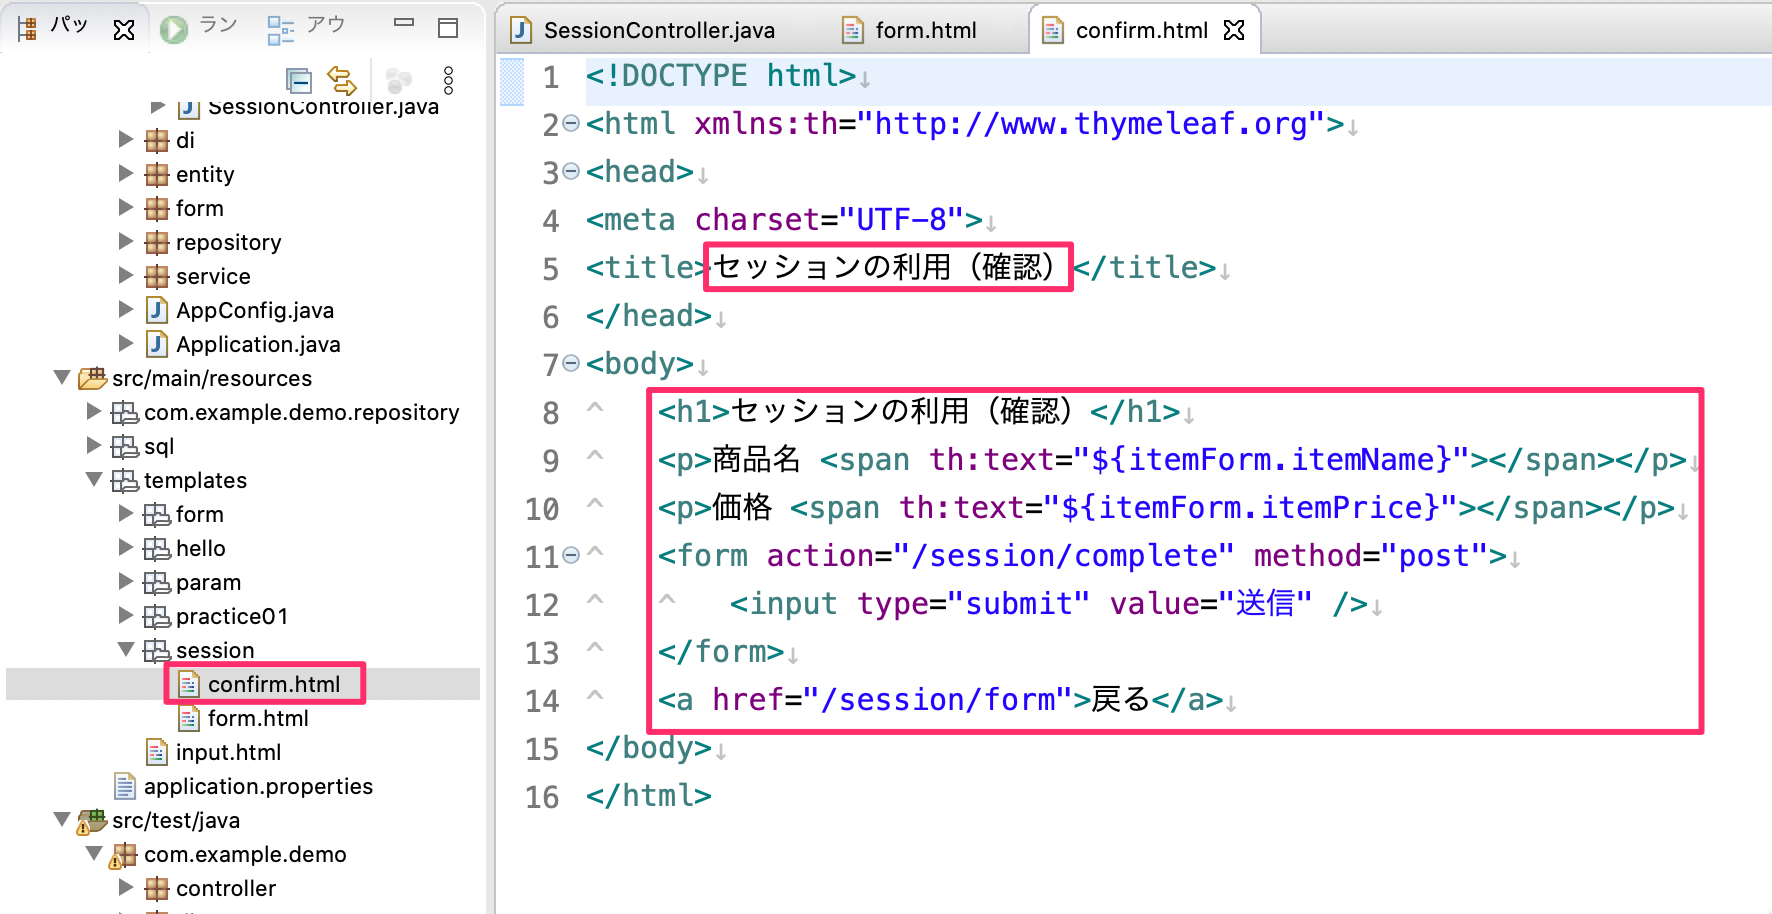 パッ ラン アウ
SessionController.java
di
entity
form
repository
service
AppConfig.java
Application.java
src/main/resources
com.example.demo.repository
sql
templates
form
hello
param
practice01
session
confirm.html
form.html
input.html
application.properties
src/test/java
com.example.demo
controller
SessionController.java form.html confirm.html
1 <!DOCTYPE html>↓
2 <html xmlns:th="http://www.thymeleaf.org">↓
3 <head>↓
4 <meta charset="UTF-8">↓
5 <title>セッションの利用（確認）</title>↓
6 </head>↓
7 <body>↓
8 ^ <h1>セッションの利用（確認）</h1>↓
9 ^ <p>商品名 <span th:text="${itemForm.itemName}"></span></p>↓
10 ^ <p>価格 <span th:text="${itemForm.itemPrice}"></span></p>↓
11 ^ <form action="/session/complete" method="post">↓
12 ^ ^ <input type="submit" value="送信" />↓
13 ^ </form>↓
14 ^ <a href="/session/form">戻る</a>↓
15 </body>↓
16 </html>